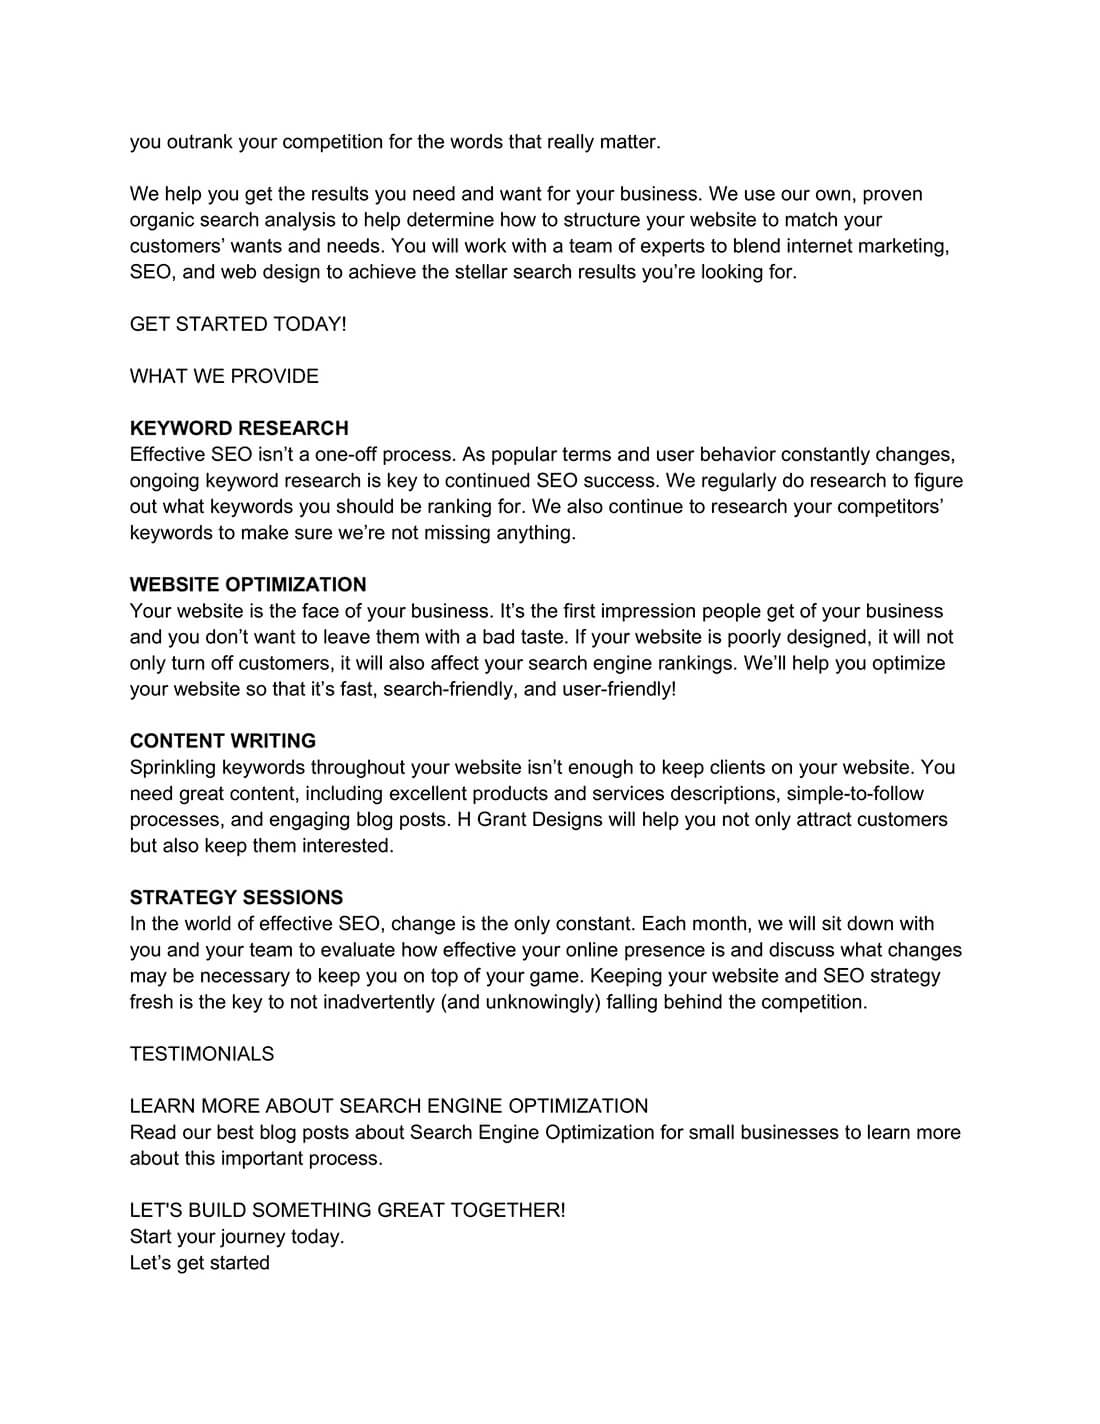 you outrank your competition for the words that really matter.
We help you get the results you need and want for your business. We use our own, proven
organic search analysis to help determine how to structure your website to match your
customers’ wants and needs. You will work with a team of experts to blend internet marketing,
SEO, and web design to achieve the stellar search results you’re looking for.
GET STARTED TODAY!
WHAT WE PROVIDE
KEYWORD RESEARCH
Effective SEO isn’t a one-off process. As popular terms and user behavior constantly changes,
ongoing keyword research is key to continued SEO success. We regularly do research to figure
out what keywords you should be ranking for. We also continue to research your competitors’
keywords to make sure we’re not missing anything.
WEBSITE OPTIMIZATION
Your website is the face of your business. It’s the first impression people get of your business
and you don’t want to leave them with a bad taste. If your website is poorly designed, it will not
only turn off customers, it will also affect your search engine rankings. We’ll help you optimize
your website so that it’s fast, search-friendly, and user-friendly!
CONTENT WRITING
Sprinkling keywords throughout your website isn’t enough to keep clients on your website. You
need great content, including excellent products and services descriptions, simple-to-follow
processes, and engaging blog posts. H Grant Designs will help you not only attract customers
but also keep them interested.
STRATEGY SESSIONS
In the world of effective SEO, change is the only constant. Each month, we will sit down with
you and your team to evaluate how effective your online presence is and discuss what changes
may be necessary to keep you on top of your game. Keeping your website and SEO strategy
fresh is the key to not inadvertently (and unknowingly) falling behind the competition.
TESTIMONIALS
LEARN MORE ABOUT SEARCH ENGINE OPTIMIZATION
Read our best blog posts about Search Engine Optimization for small businesses to learn more
about this important process.
LET'S BUILD SOMETHING GREAT TOGETHER!
Start your journey today.
Let’s get started